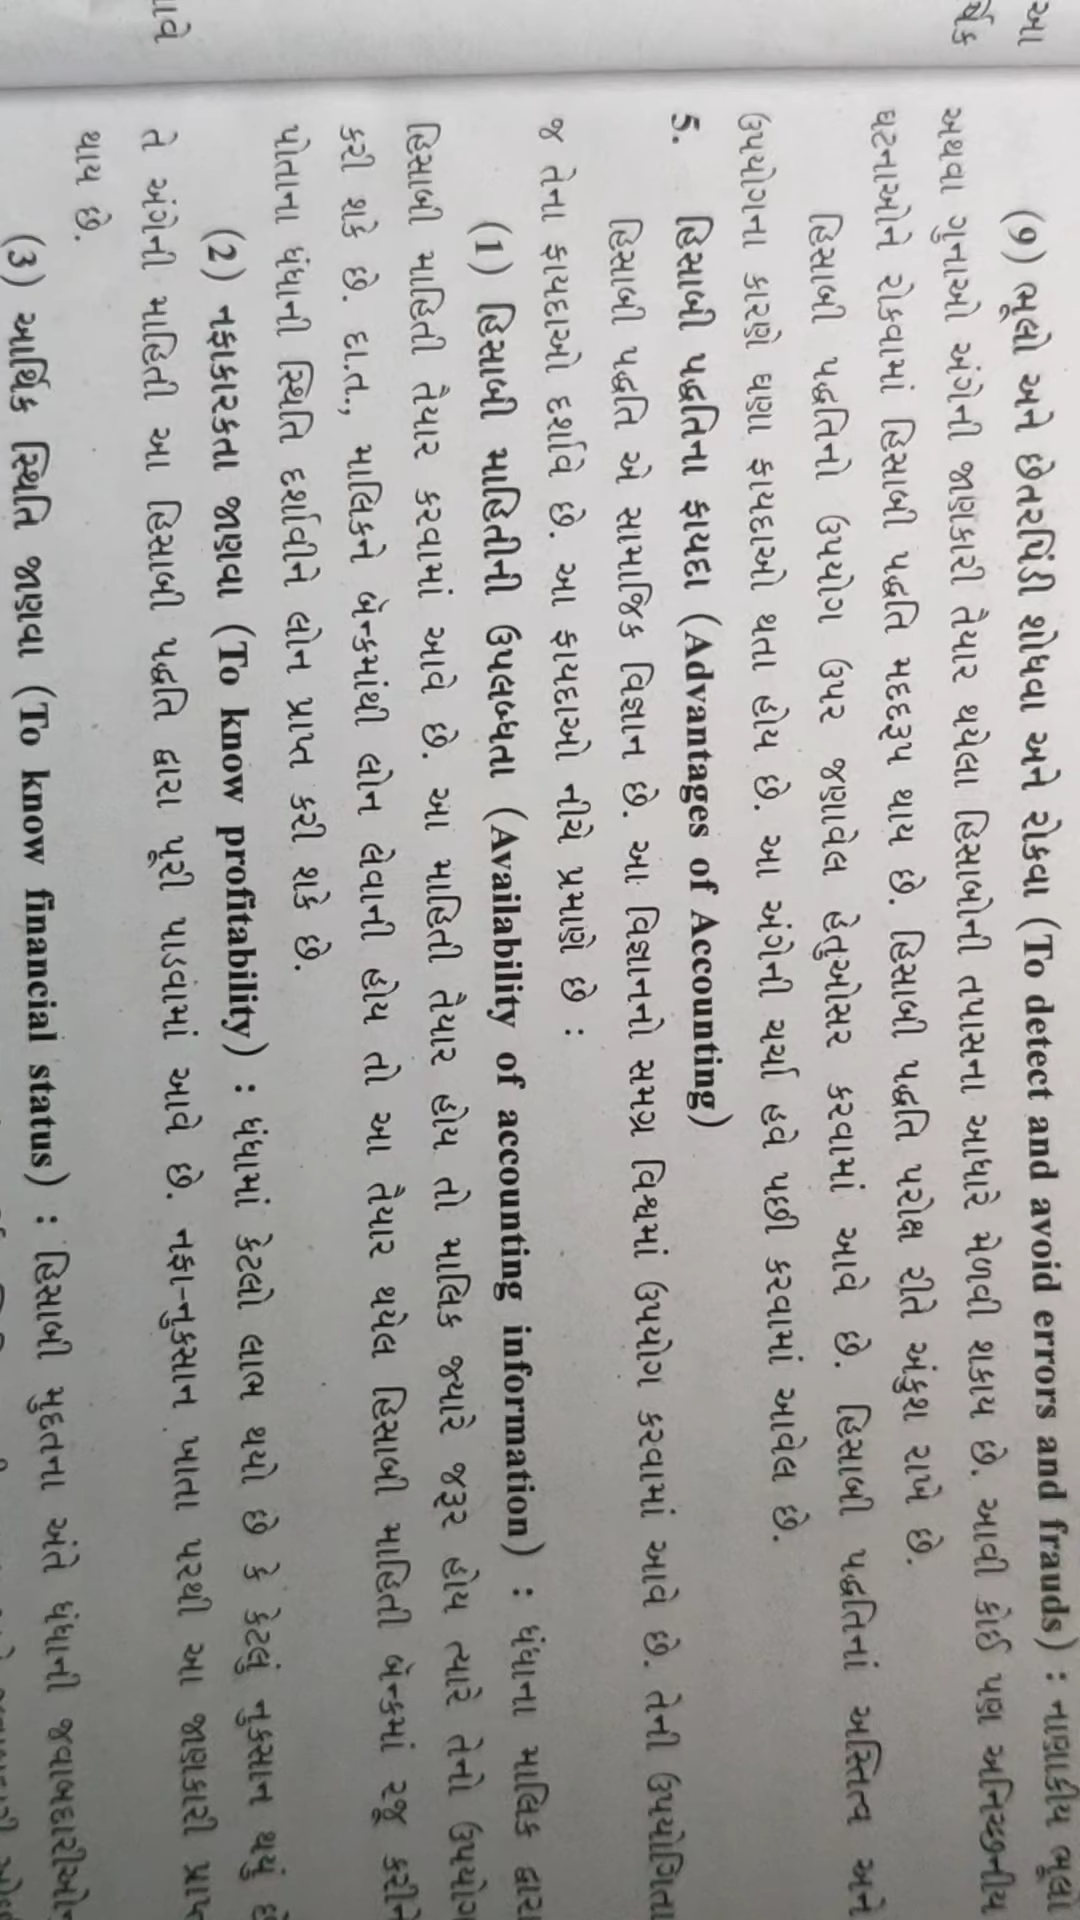 આ
ર્થિક
(9) ભૂલો અને છેતરપિંડી શોધવા અને રોકવા (To detect and avoid errors and frauds) : નાણાકીય ભૂલો
અથવા ગુનાઓ અંગેની જાણકારી તૈયાર થયેલા હિસાબોની તપાસના આધારે મેળવી શકાય છે. આવી કોઈ પણ અનિચ્છનીય
ઘટનાઓને રોકવામાં હિસાબી પદ્ધતિ મદદરૂપ થાય છે. હિસાબી પદ્ધતિ પરોક્ષ રીતે અંકુશ રાખે છે.
હિસાબી પદ્ધતિનો ઉપયોગ ઉપર જણાવેલ હેતુઓસર કરવામાં આવે છે. હિસાબી પદ્ધતિનાં અસ્તિત્વ અને
ઉપયોગના કારણે ઘણા ફાયદાઓ થતા હોય છે. આ અંગેની ચર્ચા હવે પછી કરવામાં આવેલ છે.
5. હિસાબી પદ્ધતિના ફાયદા (Advantages of Accounting)
હિસાબી પદ્ધતિ એ સામાજિક વિજ્ઞાન છે. આ વિજ્ઞાનનો સમગ્ર વિશ્વમાં ઉપયોગ કરવામાં આવે છે. તેની ઉપયોગિતા
જ તેના ફાયદાઓ દર્શાવે છે. આ ફાયદાઓ નીચે પ્રમાણે છે :
(1) હિસાબી માહિતીની ઉપલબ્ધતા (Availability of accounting information) : ધંધાના માલિક દ્વારા
હિસાબી માહિતી તૈયાર કરવામાં આવે છે. આ માહિતી તૈયાર હોય તો માલિક જ્યારે જરૂર હોય ત્યારે તેનો ઉપયોગ
કરી શકે છે. દા.ત., માલિકને બેન્કમાંથી લોન લેવાની હોય તો આ તૈયાર થયેલ હિસાબી માહિતી બેન્કમાં રજૂ કરીને
પોતાના ધંધાની સ્થિતિ દર્શાવીને લોન પ્રાપ્ત કરી શકે છે.
(2) નફાકારકતા જાણવા (To know profitability) : ધંધામાં કેટલો લાભ થયો છે કે કેટલું નુકસાન થયું છે
તે અંગેની માહિતી આ હિસાબી પદ્ધતિ દ્વારા પૂરી પાડવામાં આવે છે. નફા-નુકસાન ખાતા પરથી આ જાણકારી
થાય છે.
(3) આર્થિક સ્થિતિ જાણવા (To know financial status) : હિસાબી મુદતના અંતે ધંધાની